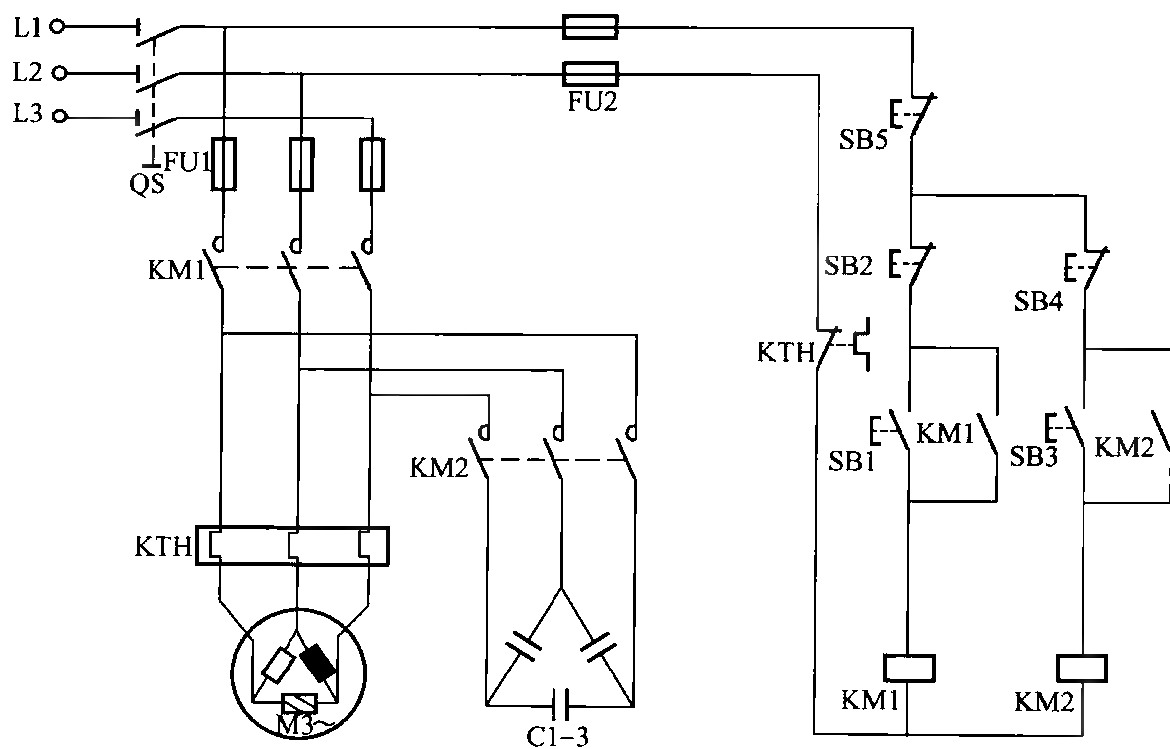 L1
L2
L3
QS
FU1
FU2
SB5
KM1
SB2
SB4
KTH
KM2
SB1
KM1
SB3
KM2
KTH
M3~
C1-3
KM1
KM2